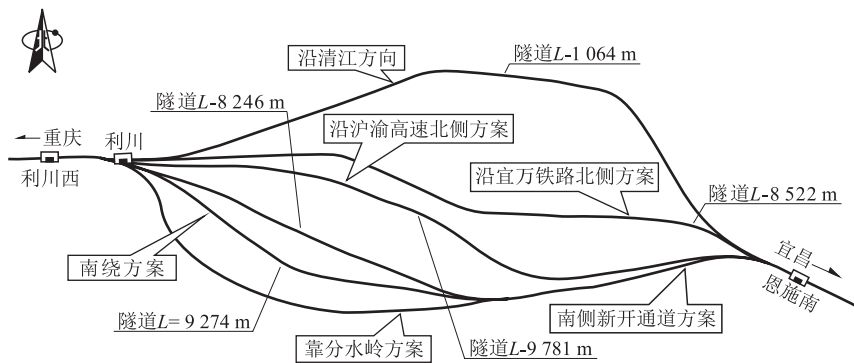 沿清江方向
隧道L-1 064 m
隧道L-8 246 m
重庆
利川
沿沪渝高速北侧方案
利川西
沿宜万铁路北侧方案
隧道L-8 522 m
南绕方案
宜昌
恩施南
隧道L= 9 274 m
南侧新开通道方案
靠分水岭方案
隧道L-9 781 m